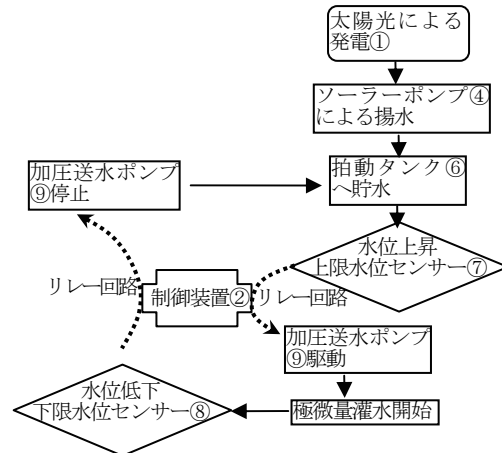 太陽光による
発電①
ソーラーポンプ④
による揚水
加圧送水ポンプ
⑨停止
拍動タンク⑥
へ貯水
水位上昇
上限水位センサー⑦
リレー回路
制御装置②
リレー回路
加圧送水ポンプ
⑨駆動
水位低下
下限水位センサー⑧
極微量灌水開始